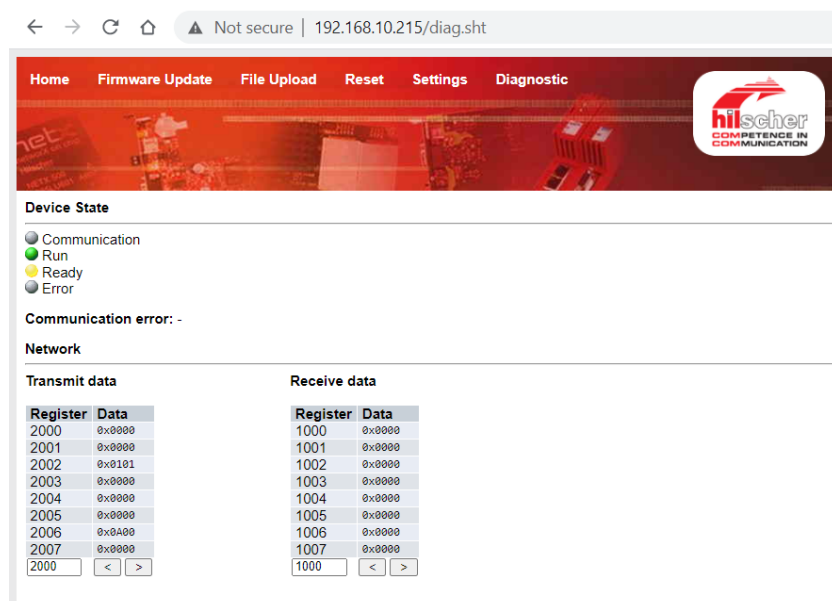 Not secure | 192.168.10.215/diag.sht
Home Firmware Update File Upload Reset Settings Diagnostic
hilscher
COMPETENCE IN
COMMUNICATION
net
Device State
Communication
Run
Ready
Error
Communication error: -
Network
Transmit data Receive data
Register Data Register Data
2000 0x0000 1000 0x0000
2001 0x0000 1001 0x0000
2002 0x0101 1002 0x0000
2003 0x0000 1003 0x0000
2004 0x0000 1004 0x0000
2005 0x0000 1005 0x0000
2006 0x0A00 1006 0x0000
2007 0x0000 1007 0x0000
2000 < > 1000 < >